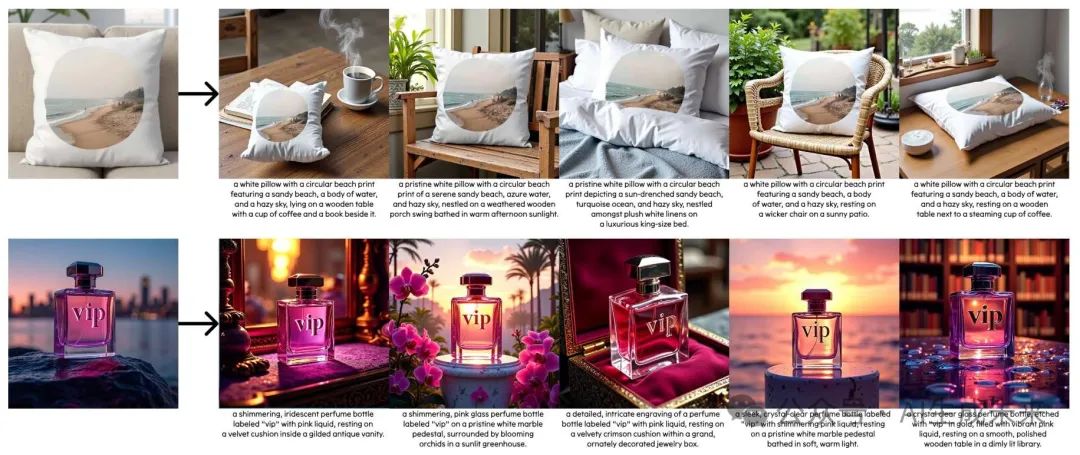 a white pillow with a circular beach print
featuring a sandy beach, a body of water,
and a hazy sky, lying on a wooden table
with a cup of coffee and a book beside it.
a pristine white pillow with a circular beach
print of a serene sandy beach, azure water,
and hazy sky, nestled on a weathered wooden
porch swing bathed in warm afternoon sunlight.
a pristine white pillow with a circular beach
print depicting a sun-drenched sandy beach,
turquoise ocean, and hazy sky, nestled
amongst plush white linens on
a luxurious king-size bed.
a white pillow with a circular beach print
featuring a sandy beach, a body
of water, and a hazy sky, resting on
a wicker chair on a sunny patio.
a white pillow with a circular beach print
featuring a sandy beach, a body of water,
and a hazy sky, resting on a wooden
table next to a steaming cup of coffee.
vip
vip
vip
vip
vip
vip
a shimmering, iridescent perfume bottle
labeled "vip" with pink liquid, resting on
a velvet cushion inside a gilded antique vanity.
a shimmering, pink glass perfume bottle
labeled "vip" on a pristine white marble
pedestal, surrounded by blooming
orchids in a sunlit greenhouse.
a detailed, intricate engraving of a perfume
bottle labeled "vip" with pink liquid, resting
on a velvety crimson cushion within a grand,
ornately decorated jewelry box.
a sleek, crystal clear perfume bottle labeled
"vip" with shimmering pink liquid, resting
on a pristine white marble pedestal
bathed in soft, warm light.
a crystal clear glass perfume bottle, etched
with "vip" in gold, filled with vibrant pink
liquid, resting on a smooth, polished
wooden table in a dimly lit library.